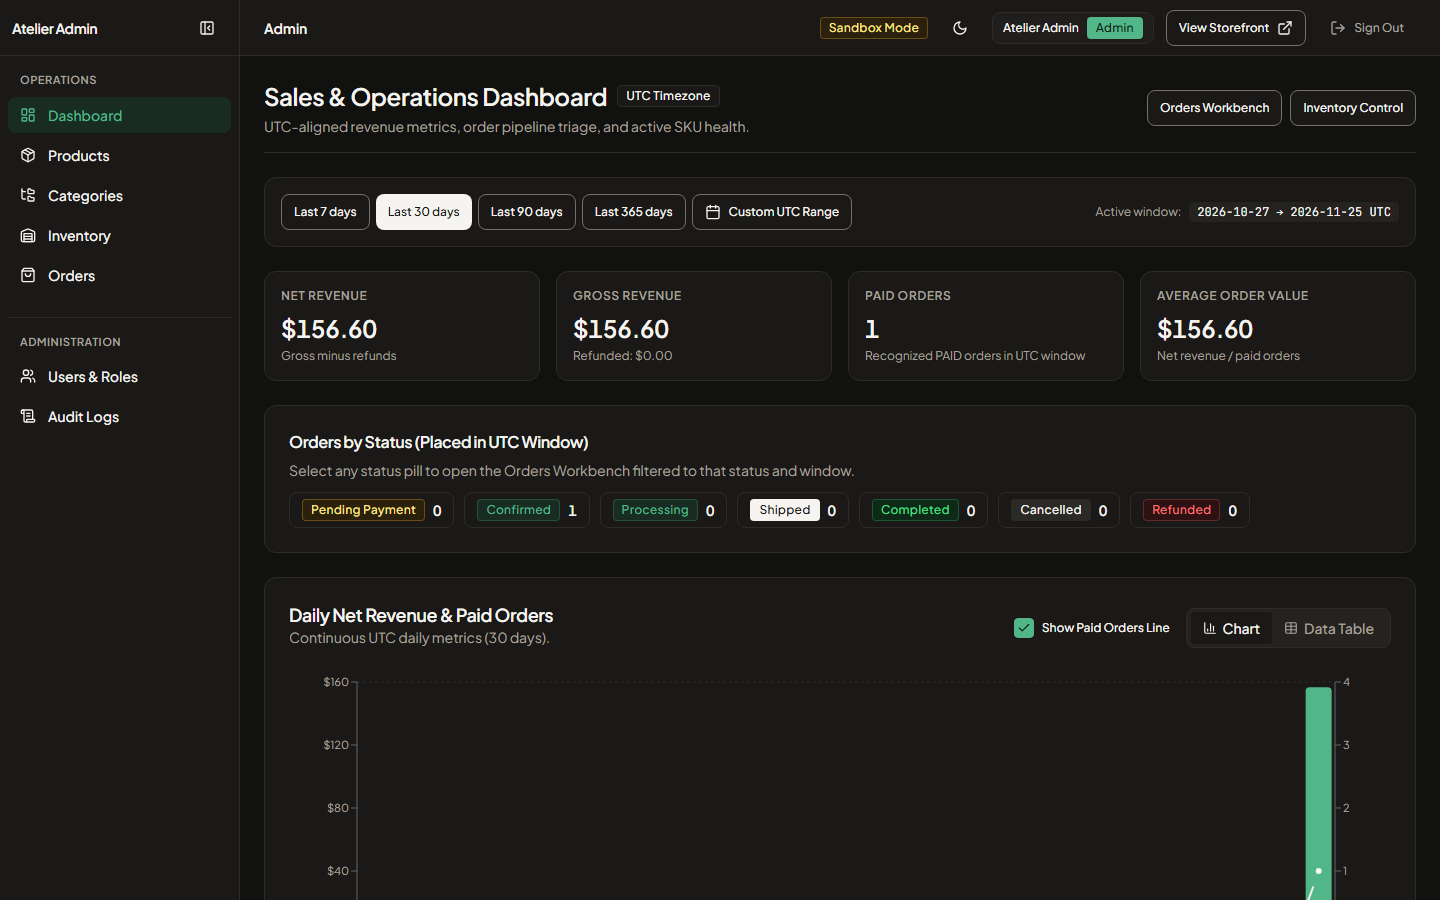 Atelier Admin
Admin
Sandbox Mode
Atelier Admin Admin
View Storefront
Sign Out
OPERATIONS
Dashboard
Products
Categories
Inventory
Orders
ADMINISTRATION
Users & Roles
Audit Logs
Sales & Operations Dashboard
UTC Timezone
UTC-aligned revenue metrics, order pipeline triage, and active SKU health.
Orders Workbench
Inventory Control
Last 7 days
Last 30 days
Last 90 days
Last 365 days
Custom UTC Range
Active window: 2026-10-27 → 2026-11-25 UTC
NET REVENUE
$156.60
Gross minus refunds
GROSS REVENUE
$156.60
Refunded: $0.00
PAID ORDERS
1
Recognized PAID orders in UTC window
AVERAGE ORDER VALUE
$156.60
Net revenue / paid orders
Orders by Status (Placed in UTC Window)
Select any status pill to open the Orders Workbench filtered to that status and window.
Pending Payment 0
Confirmed 1
Processing 0
Shipped 0
Completed 0
Cancelled 0
Refunded 0
Daily Net Revenue & Paid Orders
Continuous UTC daily metrics (30 days).
Show Paid Orders Line
Chart
Data Table
$160
$120
$80
$40
4
3
2
1